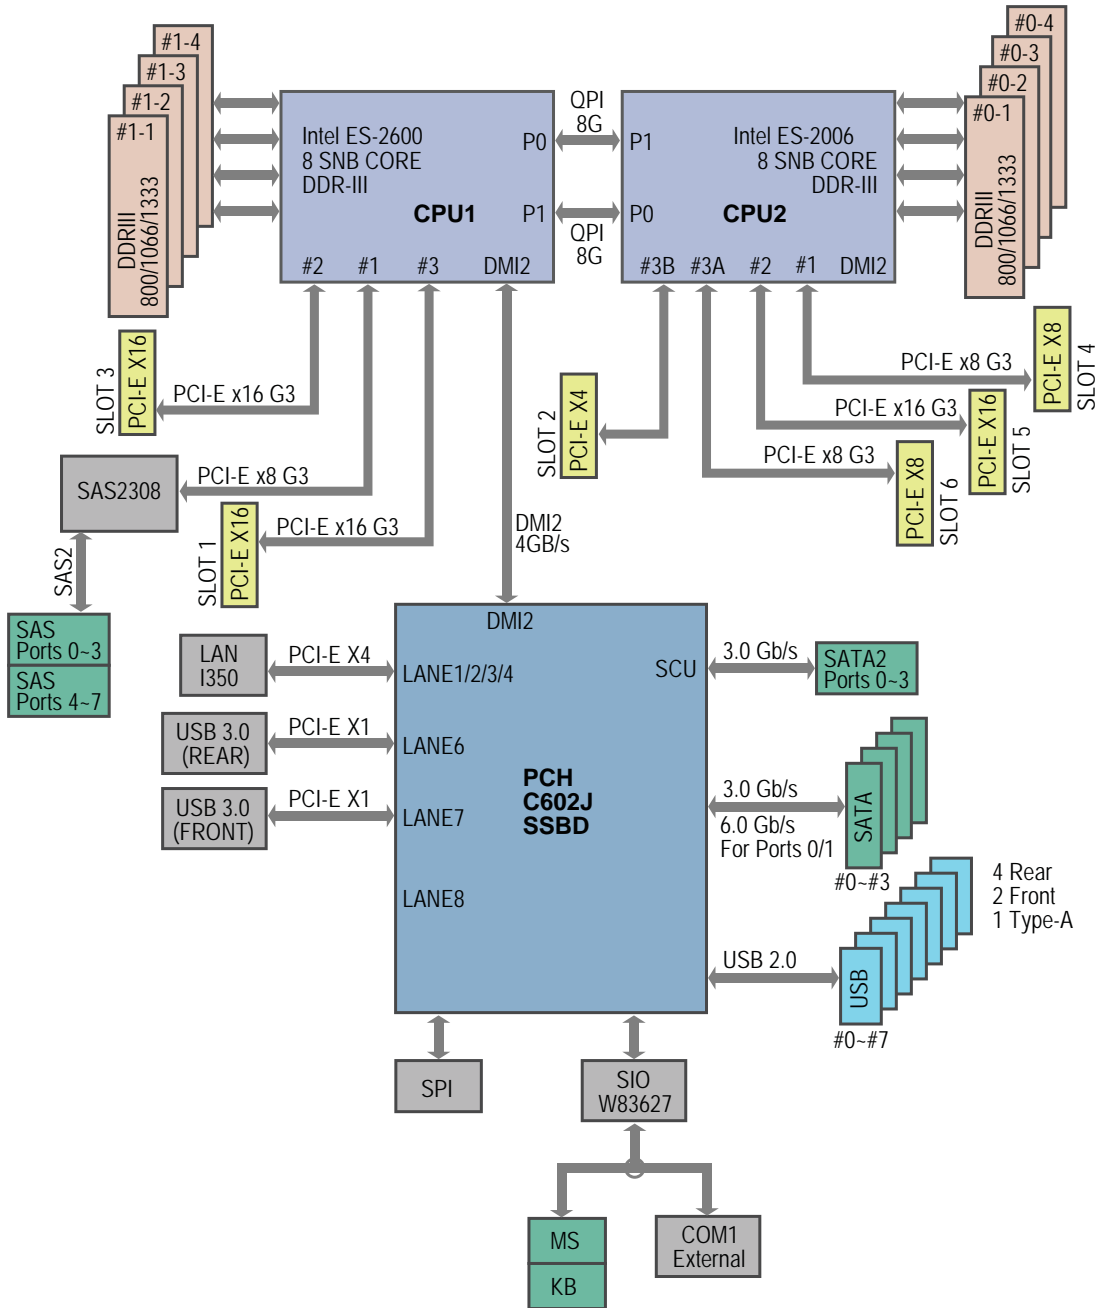 #1-4
#1-3
#1-2
#1-1
DDRIII
800/1066/1333
Intel ES-2600
8 SNB CORE
DDR-III
CPU1
P0
P1
#2
#1
#3
DMI2
QPI
8G
QPI
8G
P1
P0
Intel ES-2006
8 SNB CORE
DDR-III
CPU2
#3B
#3A
#2
#1
DMI2
#0-4
#0-3
#0-2
#0-1
DDRIII
800/1066/1333
SLOT 3
PCI-E X16
PCI-E x16 G3
SAS2308
PCI-E x8 G3
SLOT 1
PCI-E X16
PCI-E x16 G3
SAS2
SAS
Ports 0~3
SAS
Ports 4~7
DMI2
4GB/s
SLOT 2
PCI-E X4
PCI-E x8 G3
PCI-E X8
SLOT 4
PCI-E x16 G3
PCI-E X16
SLOT 5
PCI-E x8 G3
PCI-E X8
SLOT 6
DMI2
LAN
I350
PCI-E X4
LANE1/2/3/4
USB 3.0
(REAR)
PCI-E X1
LANE6
USB 3.0
(FRONT)
PCI-E X1
LANE7
LANE8
PCH
C602J
SSBD
SCU
3.0 Gb/s
SATA2
Ports 0~3
3.0 Gb/s
6.0 Gb/s
For Ports 0/1
SATA
#0~#3
4 Rear
2 Front
1 Type-A
USB 2.0
USB
#0~#7
SPI
SIO
W83627
MS
KB
COM1
External